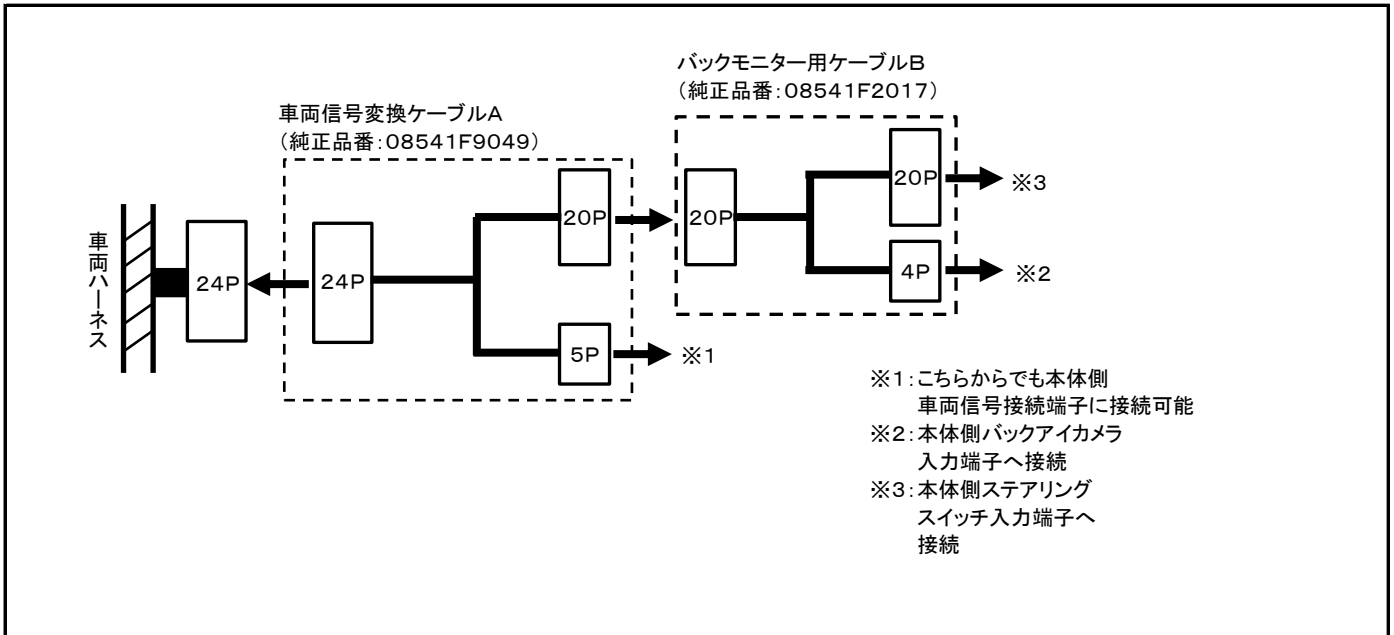 バックモニター用ケーブルB
(純正品番:08541F2017)
車両信号変換ケーブルA
(純正品番:08541F9049)
車両ハーネス
24P
24P
20P
5P
※1
20P
20P
※3
4P
※2
※1:こちらからでも本体側
車両信号接続端子に接続可能
※2:本体側バックアイカメラ
入力端子へ接続
※3:本体側ステアリング
スイッチ入力端子へ
接続